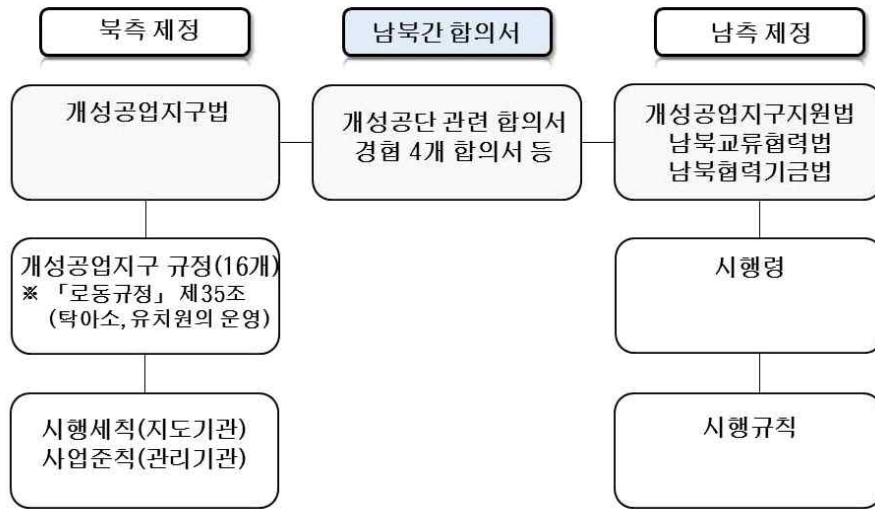 북측 제정
남북간 합의서
남측 제정
개성공업지구법
개성공단 관련 합의서
경협 4개 합의서 등
개성공업지구지원법
남북교류협력법
남북협력기금법
개성공업지구 규정(16개)
※ 「로동규정」 제35조
(탁아소,유치원의 운영)
시행령
시행세칙(지도기관)
사업준칙(관리기관)
시행규칙